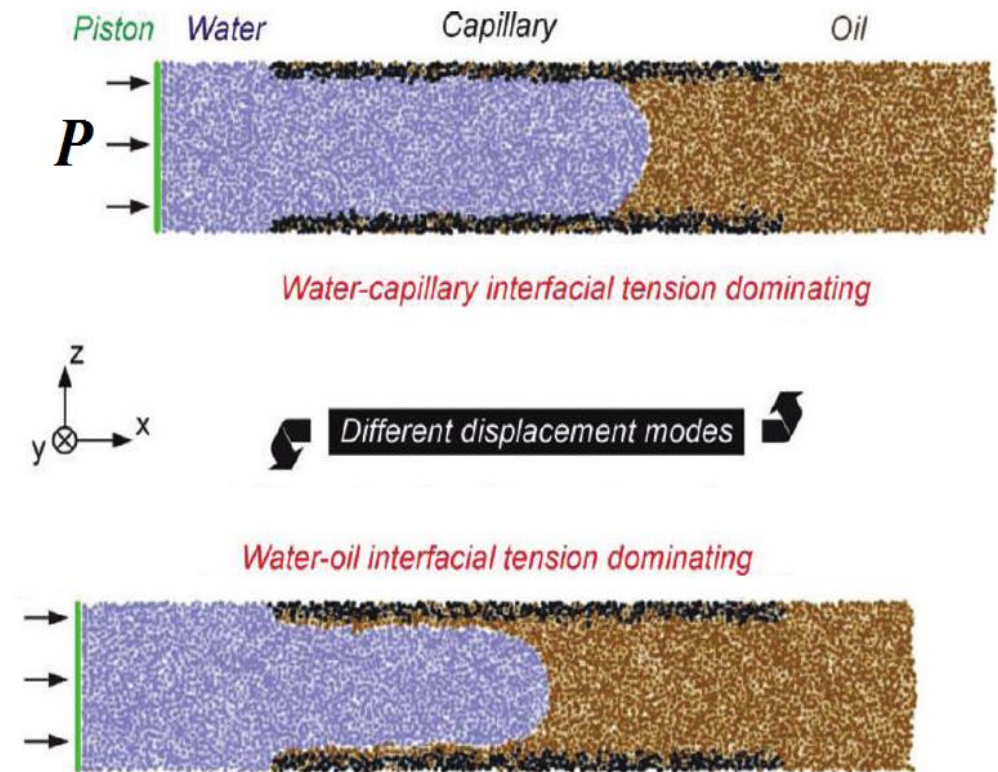 Piston Water Capillary Oil
P
Water-capillary interfacial tension dominating
z
y x
Different displacement modes
Water-oil interfacial tension dominating